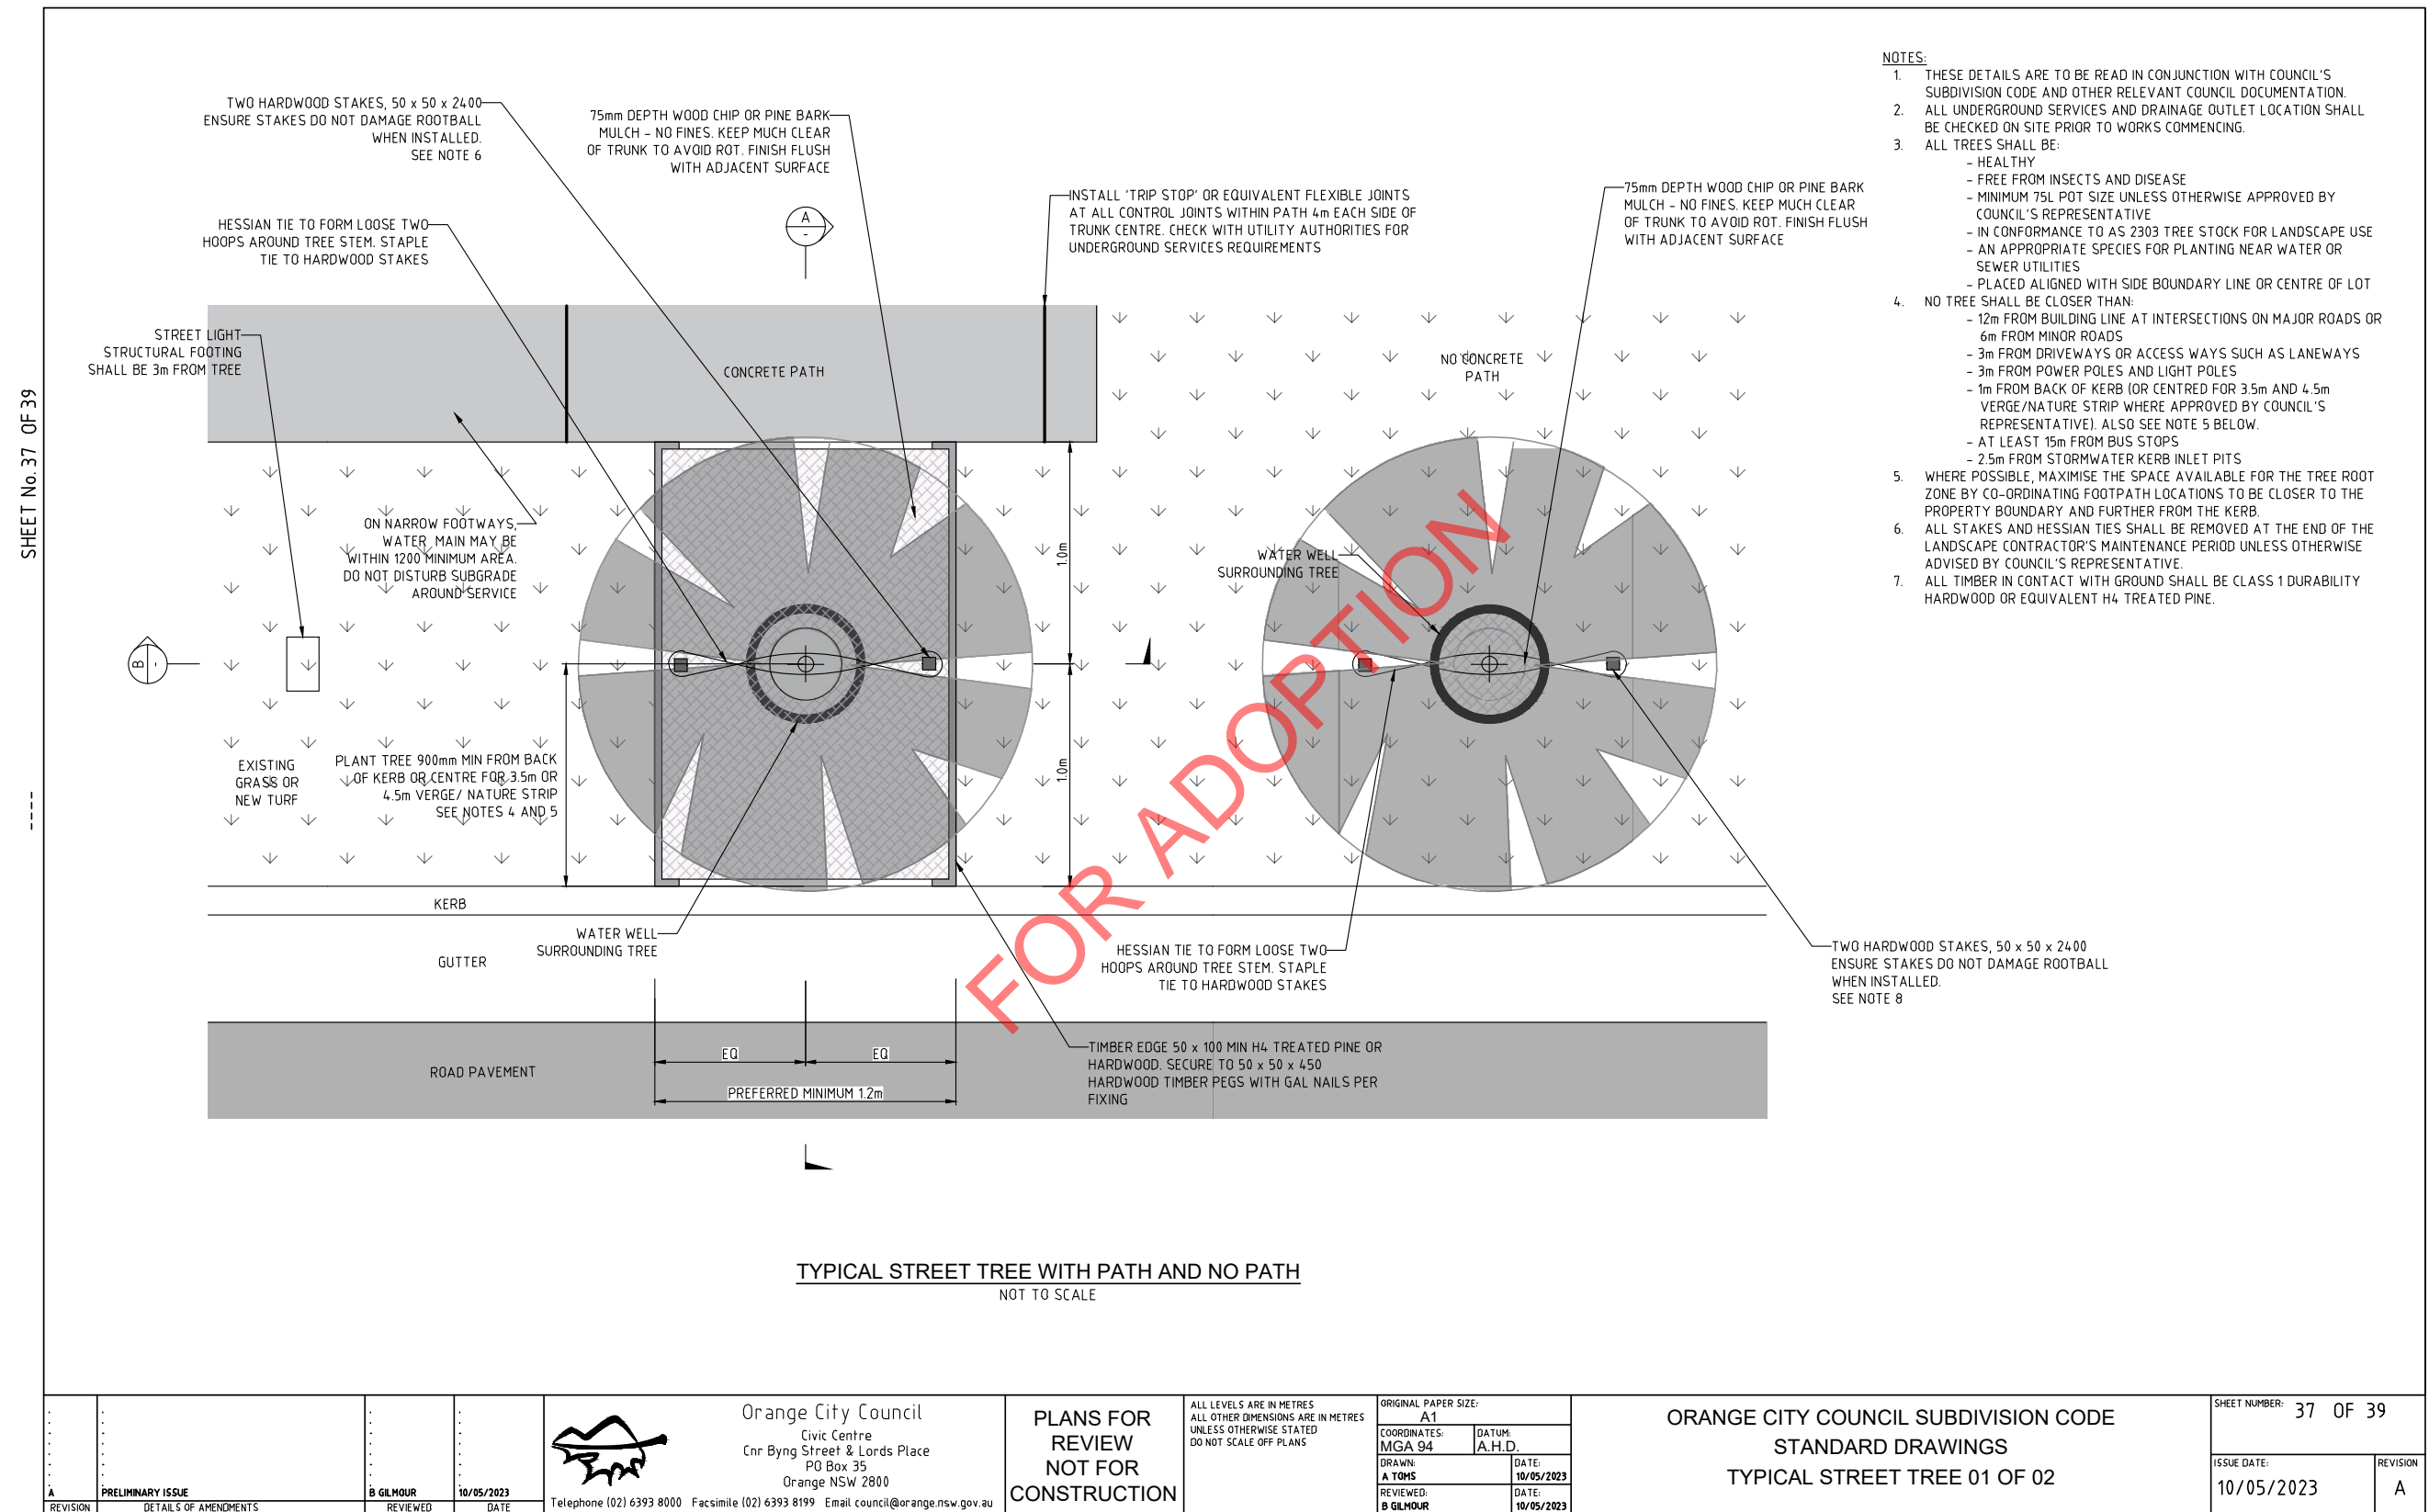 SHEET No. 37 OF 39
----
TWO HARDWOOD STAKES, 50 x 50 x 2400
ENSURE STAKES DO NOT DAMAGE ROOTBALL
WHEN INSTALLED.
SEE NOTE 6
75mm DEPTH WOOD CHIP OR PINE BARK
MULCH - NO FINES. KEEP MUCH CLEAR
OF TRUNK TO AVOID ROT. FINISH FLUSH
WITH ADJACENT SURFACE
HESSIAN TIE TO FORM LOOSE TWO
HOOPS AROUND TREE STEM. STAPLE
TIE TO HARDWOOD STAKES
A
-
INSTALL 'TRIP STOP' OR EQUIVALENT FLEXIBLE JOINTS
AT ALL CONTROL JOINTS WITHIN PATH 4m EACH SIDE OF
TRUNK CENTRE. CHECK WITH UTILITY AUTHORITIES FOR
UNDERGROUND SERVICES REQUIREMENTS
75mm DEPTH WOOD CHIP OR PINE BARK
MULCH - NO FINES. KEEP MUCH CLEAR
OF TRUNK TO AVOID ROT. FINISH FLUSH
WITH ADJACENT SURFACE
STREET LIGHT
STRUCTURAL FOOTING
SHALL BE 3m FROM TREE
CONCRETE PATH
NO CONCRETE
PATH
ON NARROW FOOTWAYS,
WATER MAIN MAY BE
WITHIN 1200 MINIMUM AREA.
DO NOT DISTURB SUBGRADE
AROUND SERVICE
1.0m
WATER WELL
SURROUNDING TREE
B
-
EXISTING
GRASS OR
NEW TURF
PLANT TREE 900mm MIN FROM BACK
OF KERB OR CENTRE FOR 3.5m OR
4.5m VERGE/ NATURE STRIP
SEE NOTES 4 AND 5
1.0m
FOR ADOPTION
KERB
WATER WELL
SURROUNDING TREE
GUTTER
HESSIAN TIE TO FORM LOOSE TWO
HOOPS AROUND TREE STEM. STAPLE
TIE TO HARDWOOD STAKES
TWO HARDWOOD STAKES, 50 x 50 x 2400
ENSURE STAKES DO NOT DAMAGE ROOTBALL
WHEN INSTALLED.
SEE NOTE 8
EQ
EQ
ROAD PAVEMENT
PREFERRED MINIMUM 1.2m
TIMBER EDGE 50 x 100 MIN H4 TREATED PINE OR
HARDWOOD. SECURE TO 50 x 50 x 450
HARDWOOD TIMBER PEGS WITH GAL NAILS PER
FIXING
NOTES:
1. THESE DETAILS ARE TO BE READ IN CONJUNCTION WITH COUNCIL'S
SUBDIVISION CODE AND OTHER RELEVANT COUNCIL DOCUMENTATION.
2. ALL UNDERGROUND SERVICES AND DRAINAGE OUTLET LOCATION SHALL
BE CHECKED ON SITE PRIOR TO WORKS COMMENCING.
3. ALL TREES SHALL BE:
- HEALTHY
- FREE FROM INSECTS AND DISEASE
- MINIMUM 75L POT SIZE UNLESS OTHERWISE APPROVED BY
COUNCIL'S REPRESENTATIVE
- IN CONFORMANCE TO AS 2303 TREE STOCK FOR LANDSCAPE USE
- AN APPROPRIATE SPECIES FOR PLANTING NEAR WATER OR
SEWER UTILITIES
- PLACED ALIGNED WITH SIDE BOUNDARY LINE OR CENTRE OF LOT
4. NO TREE SHALL BE CLOSER THAN:
- 12m FROM BUILDING LINE AT INTERSECTIONS ON MAJOR ROADS OR
6m FROM MINOR ROADS
- 3m FROM DRIVEWAYS OR ACCESS WAYS SUCH AS LANEWAYS
- 3m FROM POWER POLES AND LIGHT POLES
- 1m FROM BACK OF KERB (OR CENTRED FOR 3.5m AND 4.5m
VERGE/NATURE STRIP WHERE APPROVED BY COUNCIL'S
REPRESENTATIVE). ALSO SEE NOTE 5 BELOW.
- AT LEAST 15m FROM BUS STOPS
- 2.5m FROM STORMWATER KERB INLET PITS
5. WHERE POSSIBLE, MAXIMISE THE SPACE AVAILABLE FOR THE TREE ROOT
ZONE BY CO-ORDINATING FOOTPATH LOCATIONS TO BE CLOSER TO THE
PROPERTY BOUNDARY AND FURTHER FROM THE KERB.
6. ALL STAKES AND HESSIAN TIES SHALL BE REMOVED AT THE END OF THE
LANDSCAPE CONTRACTOR'S MAINTENANCE PERIOD UNLESS OTHERWISE
ADVISED BY COUNCIL'S REPRESENTATIVE.
7. ALL TIMBER IN CONTACT WITH GROUND SHALL BE CLASS 1 DURABILITY
HARDWOOD OR EQUIVALENT H4 TREATED PINE.
TYPICAL STREET TREE WITH PATH AND NO PATH
NOT TO SCALE
A PRELIMINARY ISSUE B GILMOUR 10/05/2023
REVISION DETAILS OF AMENDMENTS REVIEWED DATE
Orange City Council
Civic Centre
Cnr Byng Street & Lords Place
PO Box 35
Orange NSW 2800
Telephone (02) 6393 8000 Facsimile (02) 6393 8199 Email council@orange.nsw.gov.au
PLANS FOR
REVIEW
NOT FOR
CONSTRUCTION
ALL LEVELS ARE IN METRES
ALL OTHER DIMENSIONS ARE IN METRES
UNLESS OTHERWISE STATED
DO NOT SCALE OFF PLANS
ORIGINAL PAPER SIZE:
A1
COORDINATES: DATUM:
MGA 94 A.H.D.
DRAWN: DATE:
A TOMS 10/05/2023
REVIEWED: DATE:
B GILMOUR 10/05/2023
ORANGE CITY COUNCIL SUBDIVISION CODE
STANDARD DRAWINGS
TYPICAL STREET TREE 01 OF 02
SHEET NUMBER: 37 OF 39
ISSUE DATE: REVISION
10/05/2023 A